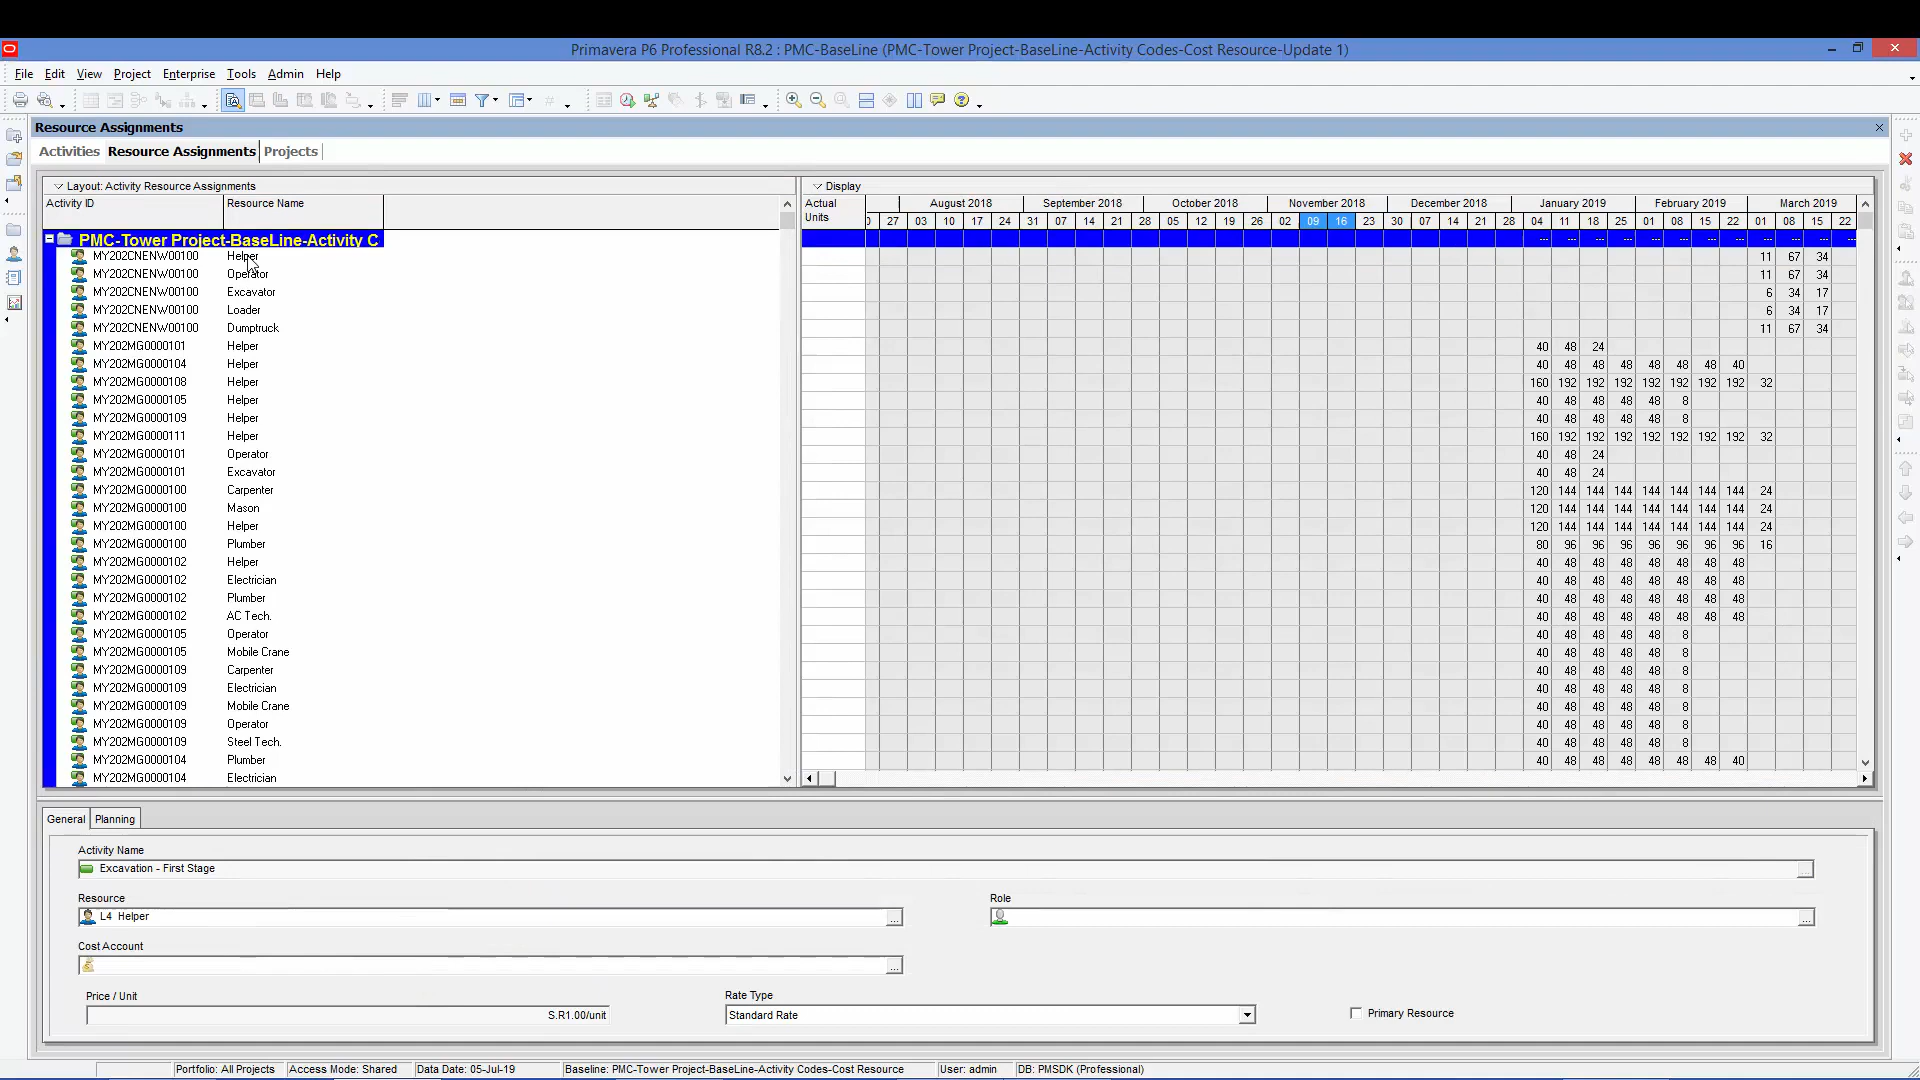 Primavera P6 Professional R8.2 : PMC-BaseLine (PMC-Tower Project-BaseLine-Activity Codes-Cost Resource-Update 1)
File Edit View Project Enterprise Tools Admin Help
Resource Assignments
Activities Resource Assignments Projects
Layout: Activity Resource Assignments Display
Activity ID Resource Name Actual Units August 2018 September 2018 October 2018 November 2018 December 2018 January 2019 February 2019 March 2019
27 03 10 17 24 31 07 14 21 28 05 12 19 26 02 09 16 23 30 07 14 21 28 04 11 18 25 01 08 15 22 01 08 15 22
PMC-Tower Project-BaseLine-Activity C
MY202CNENW00100 Helper 11 67 34
MY202CNENW00100 Operator 11 67 34
MY202CNENW00100 Excavator 6 34 17
MY202CNENW00100 Loader 6 34 17
MY202CNENW00100 Dumptruck 11 67 34
MY202MG0000101 Helper 40 48 24
MY202MG0000104 Helper 40 48 48 48 48 48 48 40
MY202MG0000108 Helper 160 192 192 192 192 192 192 192 32
MY202MG0000105 Helper 40 48 48 48 48 8
MY202MG0000109 Helper 40 48 48 48 48 8
MY202MG0000111 Helper 160 192 192 192 192 192 192 192 32
MY202MG0000101 Operator 40 48 24
MY202MG0000101 Excavator 40 48 24
MY202MG0000100 Carpenter 120 144 144 144 144 144 144 144 24
MY202MG0000100 Mason 120 144 144 144 144 144 144 144 24
MY202MG0000100 Helper 120 144 144 144 144 144 144 144 24
MY202MG0000100 Plumber 80 96 96 96 96 96 96 96 16
MY202MG0000102 Helper 40 48 48 48 48 48 48 48
MY202MG0000102 Electrician 40 48 48 48 48 48 48 48
MY202MG0000102 Plumber 40 48 48 48 48 48 48 48
MY202MG0000102 AC Tech. 40 48 48 48 48 48 48 48
MY202MG0000105 Operator 40 48 48 48 48 8
MY202MG0000105 Mobile Crane 40 48 48 48 48 8
MY202MG0000109 Carpenter 40 48 48 48 48 8
MY202MG0000109 Electrician 40 48 48 48 48 8
MY202MG0000109 Mobile Crane 40 48 48 48 48 8
MY202MG0000109 Operator 40 48 48 48 48 8
MY202MG0000109 Steel Tech. 40 48 48 48 48 8
MY202MG0000104 Plumber 40 48 48 48 48 48 48 40
MY202MG0000104 Electrician
General Planning
Activity Name
Excavation - First Stage
Resource Role
L4 Helper
Cost Account
Price / Unit Rate Type
S.R1.00/unit Standard Rate Primary Resource
Portfolio: All Projects Access Mode: Shared Data Date: 05-Jul-19 Baseline: PMC-Tower Project-BaseLine-Activity Codes-Cost Resource User: admin DB: PMSDK (Professional)